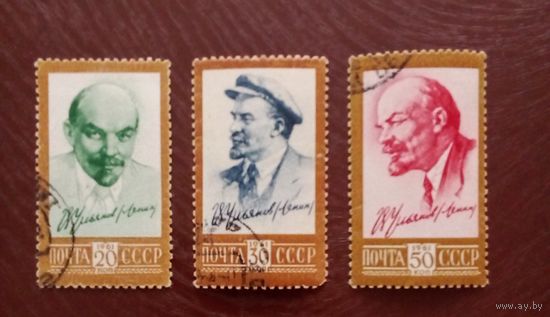 В. Ульянов (Ленин)
ПОЧТА 1961 20 КОП СССР
В. Ульянов (Ленин)
ПОЧТА 1961 30 СССР
В. Ульянов (Ленин)
ПОЧТА 1961 50 КОП СССР
www.ay.by